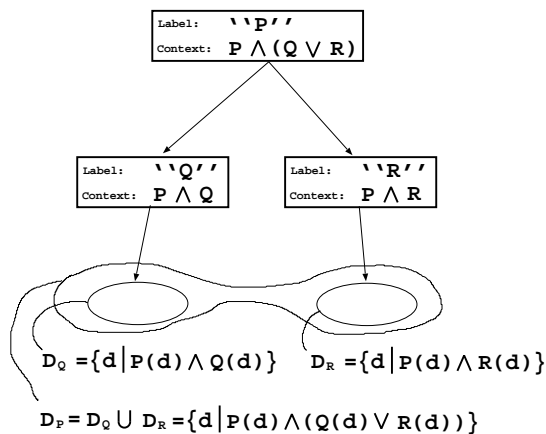 Label: ‘‘P’’
Context: P ∧ (Q ∨ R)
Label: ‘‘Q’’
Context: P ∧ Q
Label: ‘‘R’’
Context: P ∧ R
D_Q ={d|P(d) ∧ Q(d)}
D_R ={d|P(d) ∧ R(d)}
D_P = D_Q ∪ D_R ={d|P(d) ∧ (Q(d) ∨ R(d))}